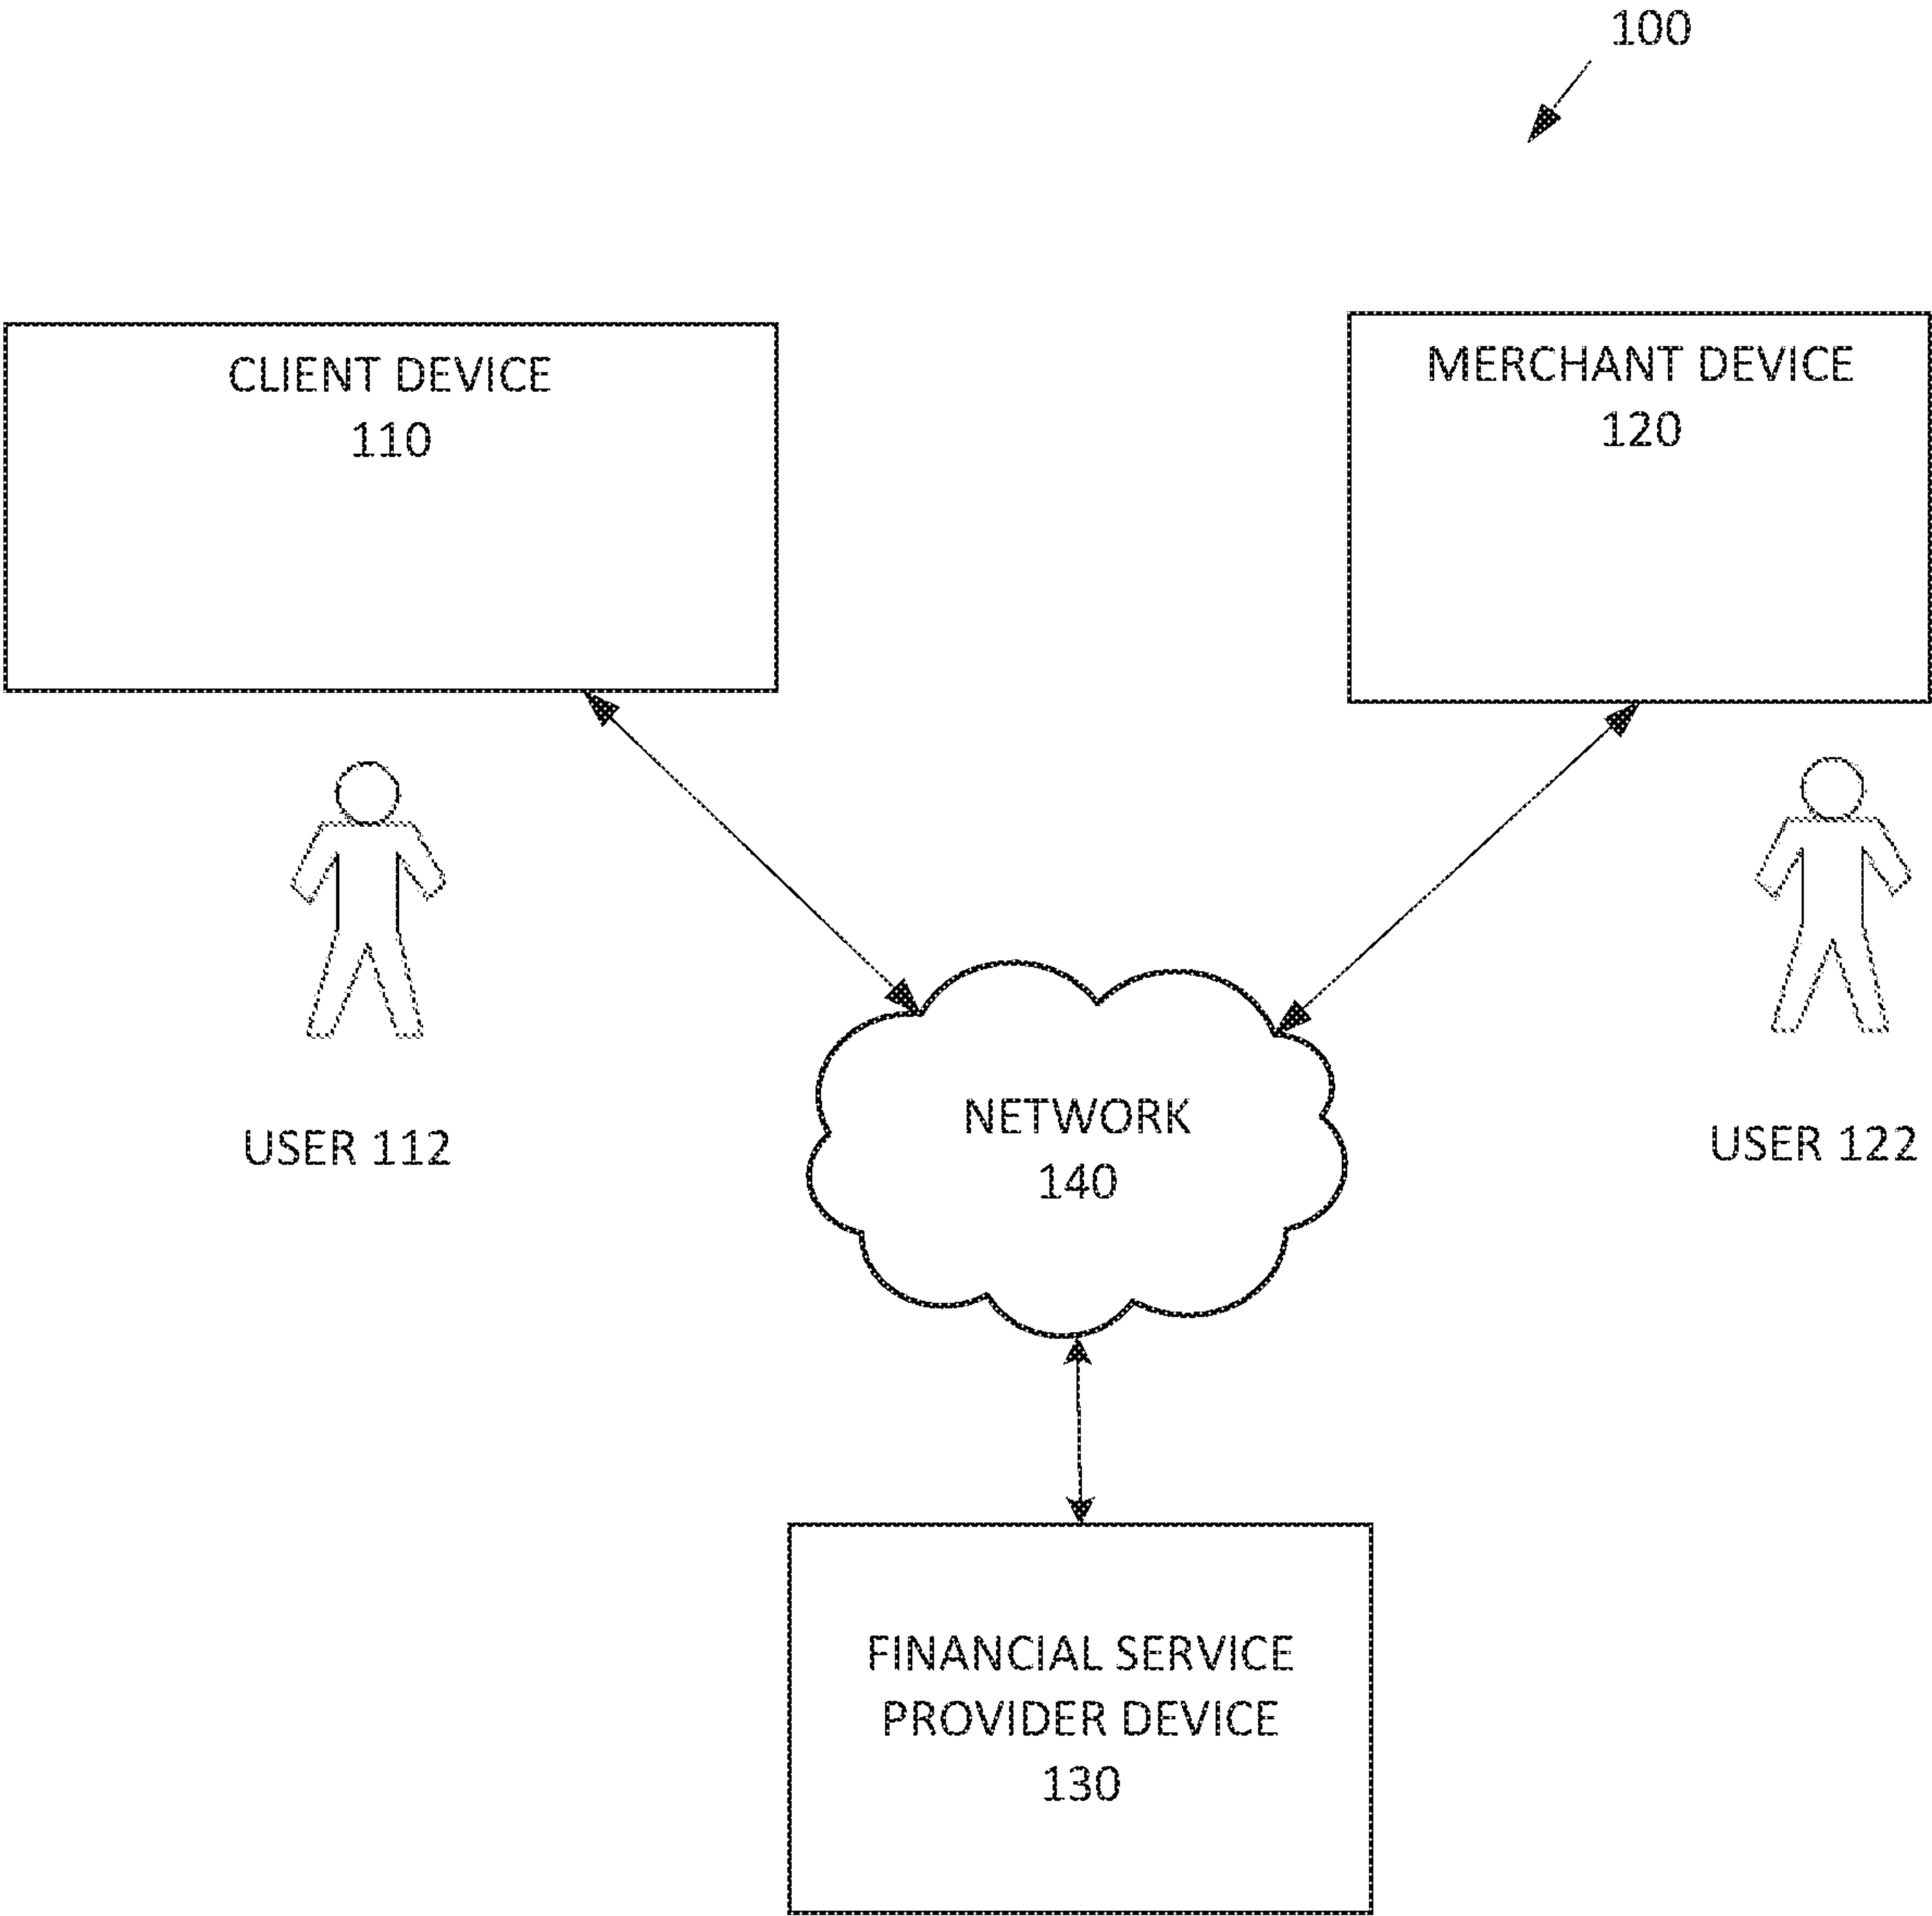 100
CLIENT DEVICE
110
MERCHANT DEVICE
120
USER 112
NETWORK
140
USER 122
FINANCIAL SERVICE
PROVIDER DEVICE
130